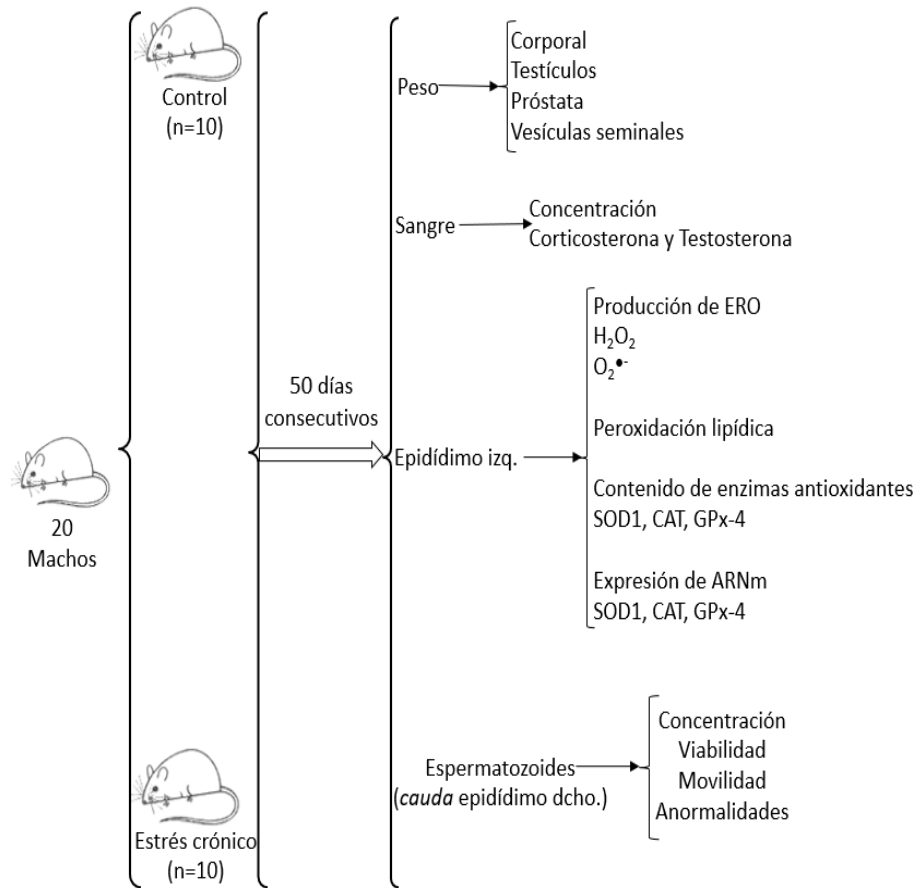 20
Machos
Control
(n=10)
Estrés crónico
(n=10)
50 días
consecutivos
Peso
Corporal
Testículos
Próstata
Vesículas seminales
Sangre
Concentración
Corticosterona y Testosterona
Epidídimo izq.
Producción de ERO
H₂O₂
O₂•-
Peroxidación lipídica
Contenido de enzimas antioxidantes
SOD1, CAT, GPx-4
Expresión de ARNm
SOD1, CAT, GPx-4
Espermatozoides
(cauda epidídimo dcho.)
Concentración
Viabilidad
Movilidad
Anormalidades